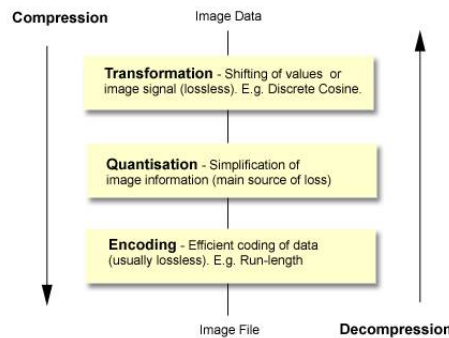 Compression
Image Data
Transformation - Shifting of values or
image signal (lossless). E.g. Discrete Cosine.
Quantisation - Simplification of
image information (main source of loss)
Encoding - Efficient coding of data
(usually lossless). E.g. Run-length
Image File
Decompression